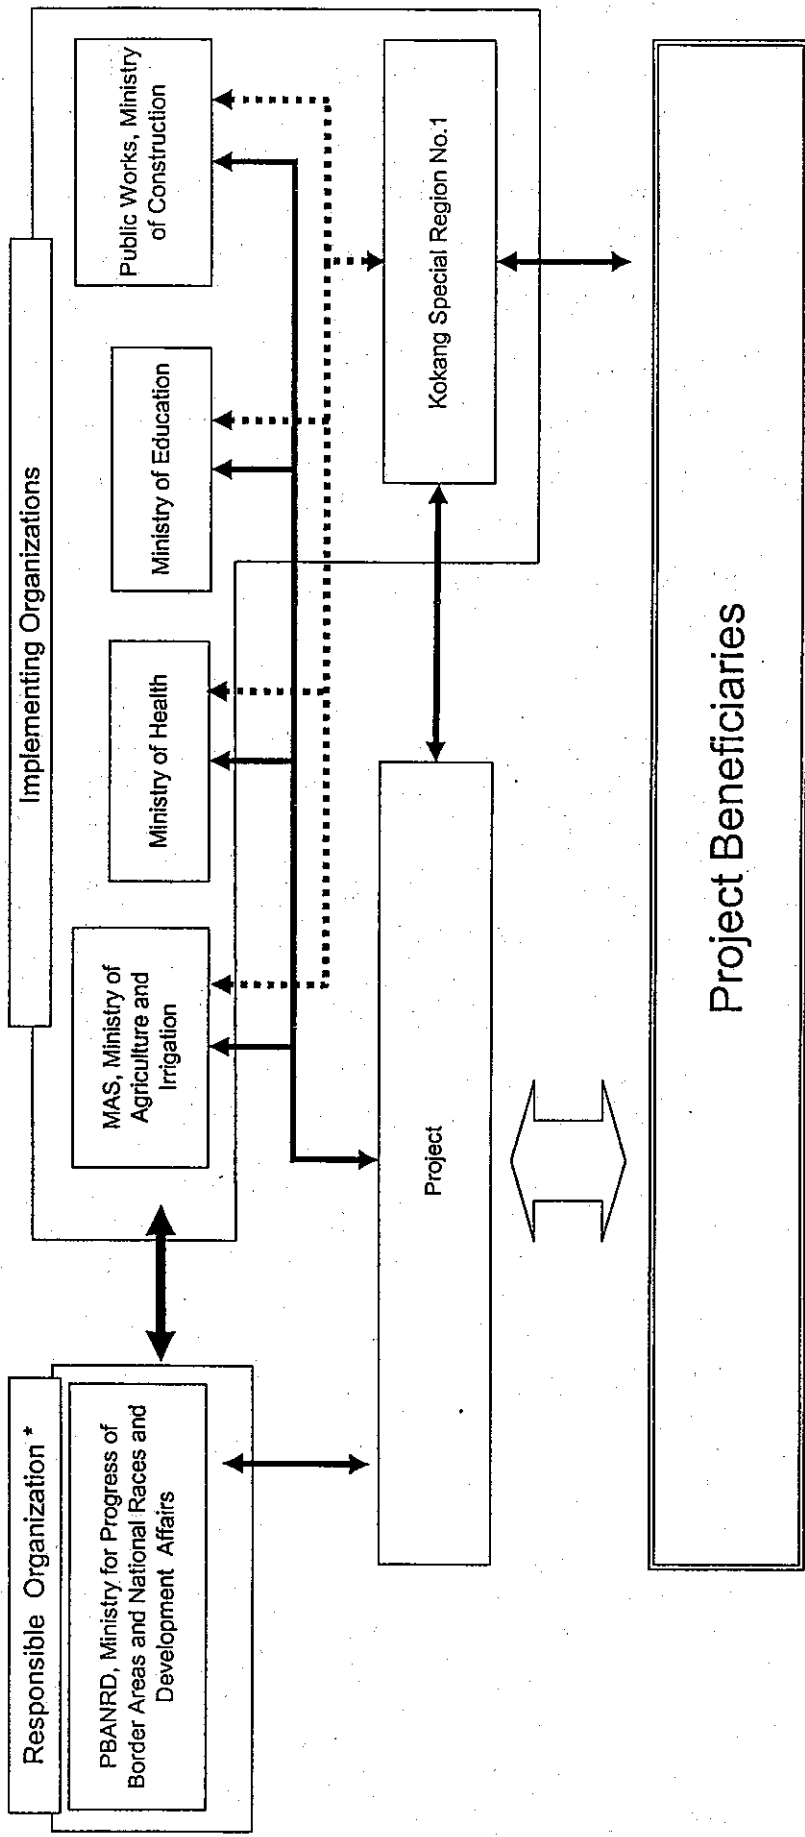 Responsible Organization *
PBANRD, Ministry for Progress of
Border Areas and National Races and
Development Affairs
Implementing Organizations
MAS, Ministry of
Agriculture and
Irrigation
Ministry of Health
Ministry of Education
Public Works, Ministry
of Construction
Project
Kokang Special Region No.1
Project Beneficiaries